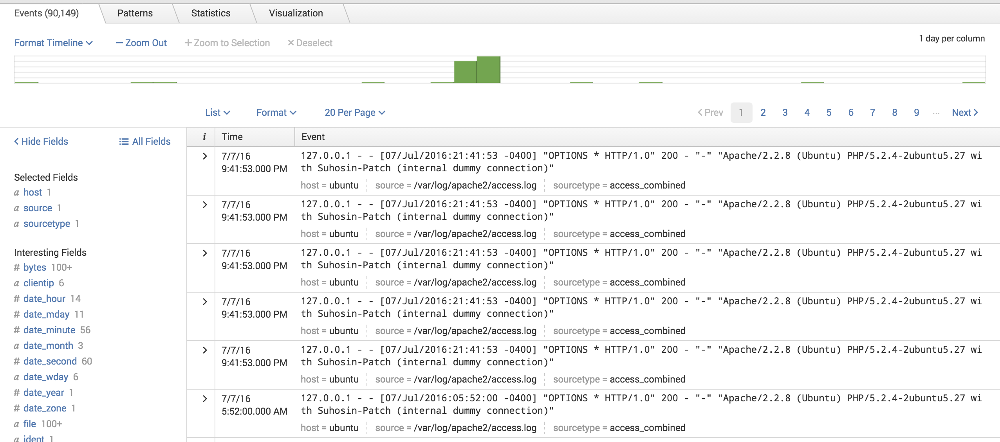 Events (90,149) Patterns Statistics Visualization
Format Timeline — Zoom Out + Zoom to Selection × Deselect
1 day per column
List Format 20 Per Page
< Prev 1 2 3 4 5 6 7 8 9 ... Next >
< Hide Fields All Fields
Selected Fields
a host 1
a source 1
a sourcetype 1
Interesting Fields
# bytes 100+
a clientip 6
# date_hour 14
# date_mday 11
# date_minute 56
a date_month 3
# date_second 60
a date_wday 6
# date_year 1
# date_zone 1
a file 100+
a ident 1
i Time Event
> 7/7/16
9:41:53.000 PM
127.0.0.1 - - [07/Jul/2016:21:41:53 -0400] "OPTIONS * HTTP/1.0" 200 - "-" "Apache/2.2.8 (Ubuntu) PHP/5.2.4-2ubuntu5.27 wi
th Suhosin-Patch (internal dummy connection)"
host = ubuntu source = /var/log/apache2/access.log sourcetype = access_combined
> 7/7/16
9:41:53.000 PM
127.0.0.1 - - [07/Jul/2016:21:41:53 -0400] "OPTIONS * HTTP/1.0" 200 - "-" "Apache/2.2.8 (Ubuntu) PHP/5.2.4-2ubuntu5.27 wi
th Suhosin-Patch (internal dummy connection)"
host = ubuntu source = /var/log/apache2/access.log sourcetype = access_combined
> 7/7/16
9:41:53.000 PM
127.0.0.1 - - [07/Jul/2016:21:41:53 -0400] "OPTIONS * HTTP/1.0" 200 - "-" "Apache/2.2.8 (Ubuntu) PHP/5.2.4-2ubuntu5.27 wi
th Suhosin-Patch (internal dummy connection)"
host = ubuntu source = /var/log/apache2/access.log sourcetype = access_combined
> 7/7/16
9:41:53.000 PM
127.0.0.1 - - [07/Jul/2016:21:41:53 -0400] "OPTIONS * HTTP/1.0" 200 - "-" "Apache/2.2.8 (Ubuntu) PHP/5.2.4-2ubuntu5.27 wi
th Suhosin-Patch (internal dummy connection)"
host = ubuntu source = /var/log/apache2/access.log sourcetype = access_combined
> 7/7/16
9:41:53.000 PM
127.0.0.1 - - [07/Jul/2016:21:41:53 -0400] "OPTIONS * HTTP/1.0" 200 - "-" "Apache/2.2.8 (Ubuntu) PHP/5.2.4-2ubuntu5.27 wi
th Suhosin-Patch (internal dummy connection)"
host = ubuntu source = /var/log/apache2/access.log sourcetype = access_combined
> 7/7/16
5:52:00.000 AM
127.0.0.1 - - [07/Jul/2016:05:52:00 -0400] "OPTIONS * HTTP/1.0" 200 - "-" "Apache/2.2.8 (Ubuntu) PHP/5.2.4-2ubuntu5.27 wi
th Suhosin-Patch (internal dummy connection)"
host = ubuntu source = /var/log/apache2/access.log sourcetype = access_combined